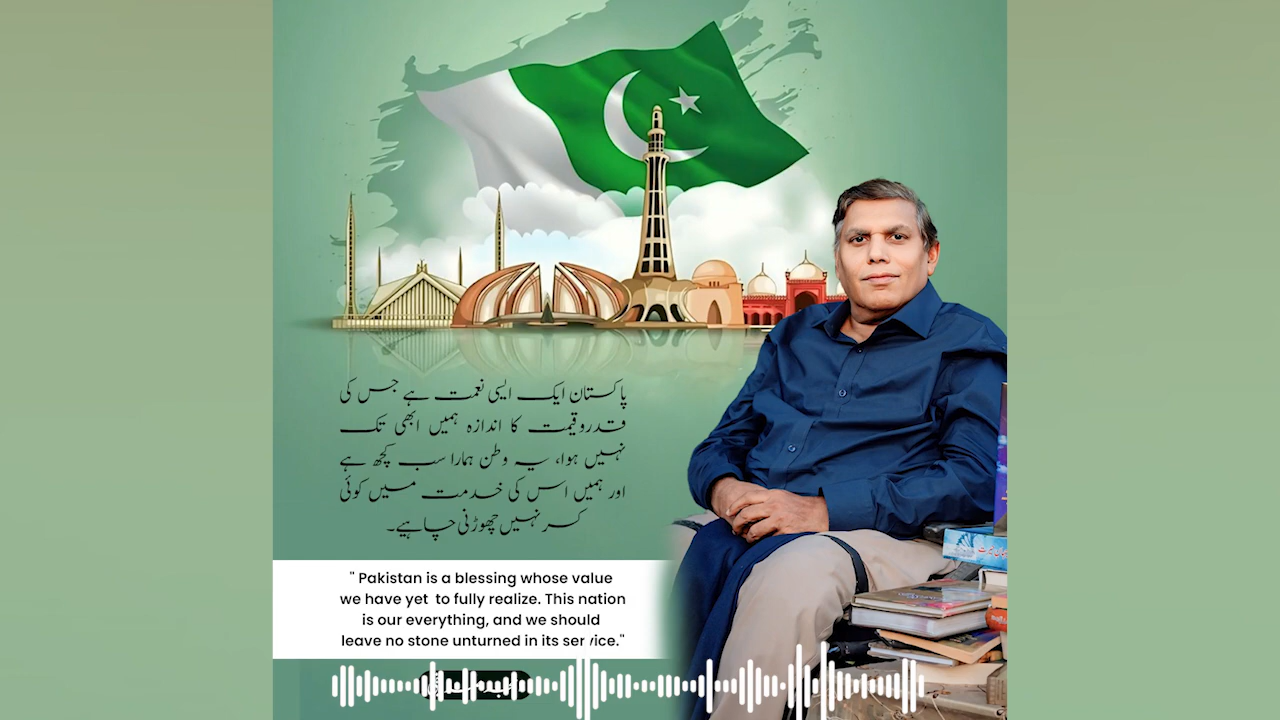 پاکستان ایک ایسی نعمت ہے جس کی
قدروقیمت کا اندازہ ہمیں ابھی تک
نہیں ہوا، یہ وطن ہمارا سب کچھ ہے
اور ہمیں اس کی خدمت میں کوئی
کسر نہیں چھوڑنی چاہیے۔
" Pakistan is a blessing whose value
we have yet to fully realize. This nation
is our everything, and we should
leave no stone unturned in its service."